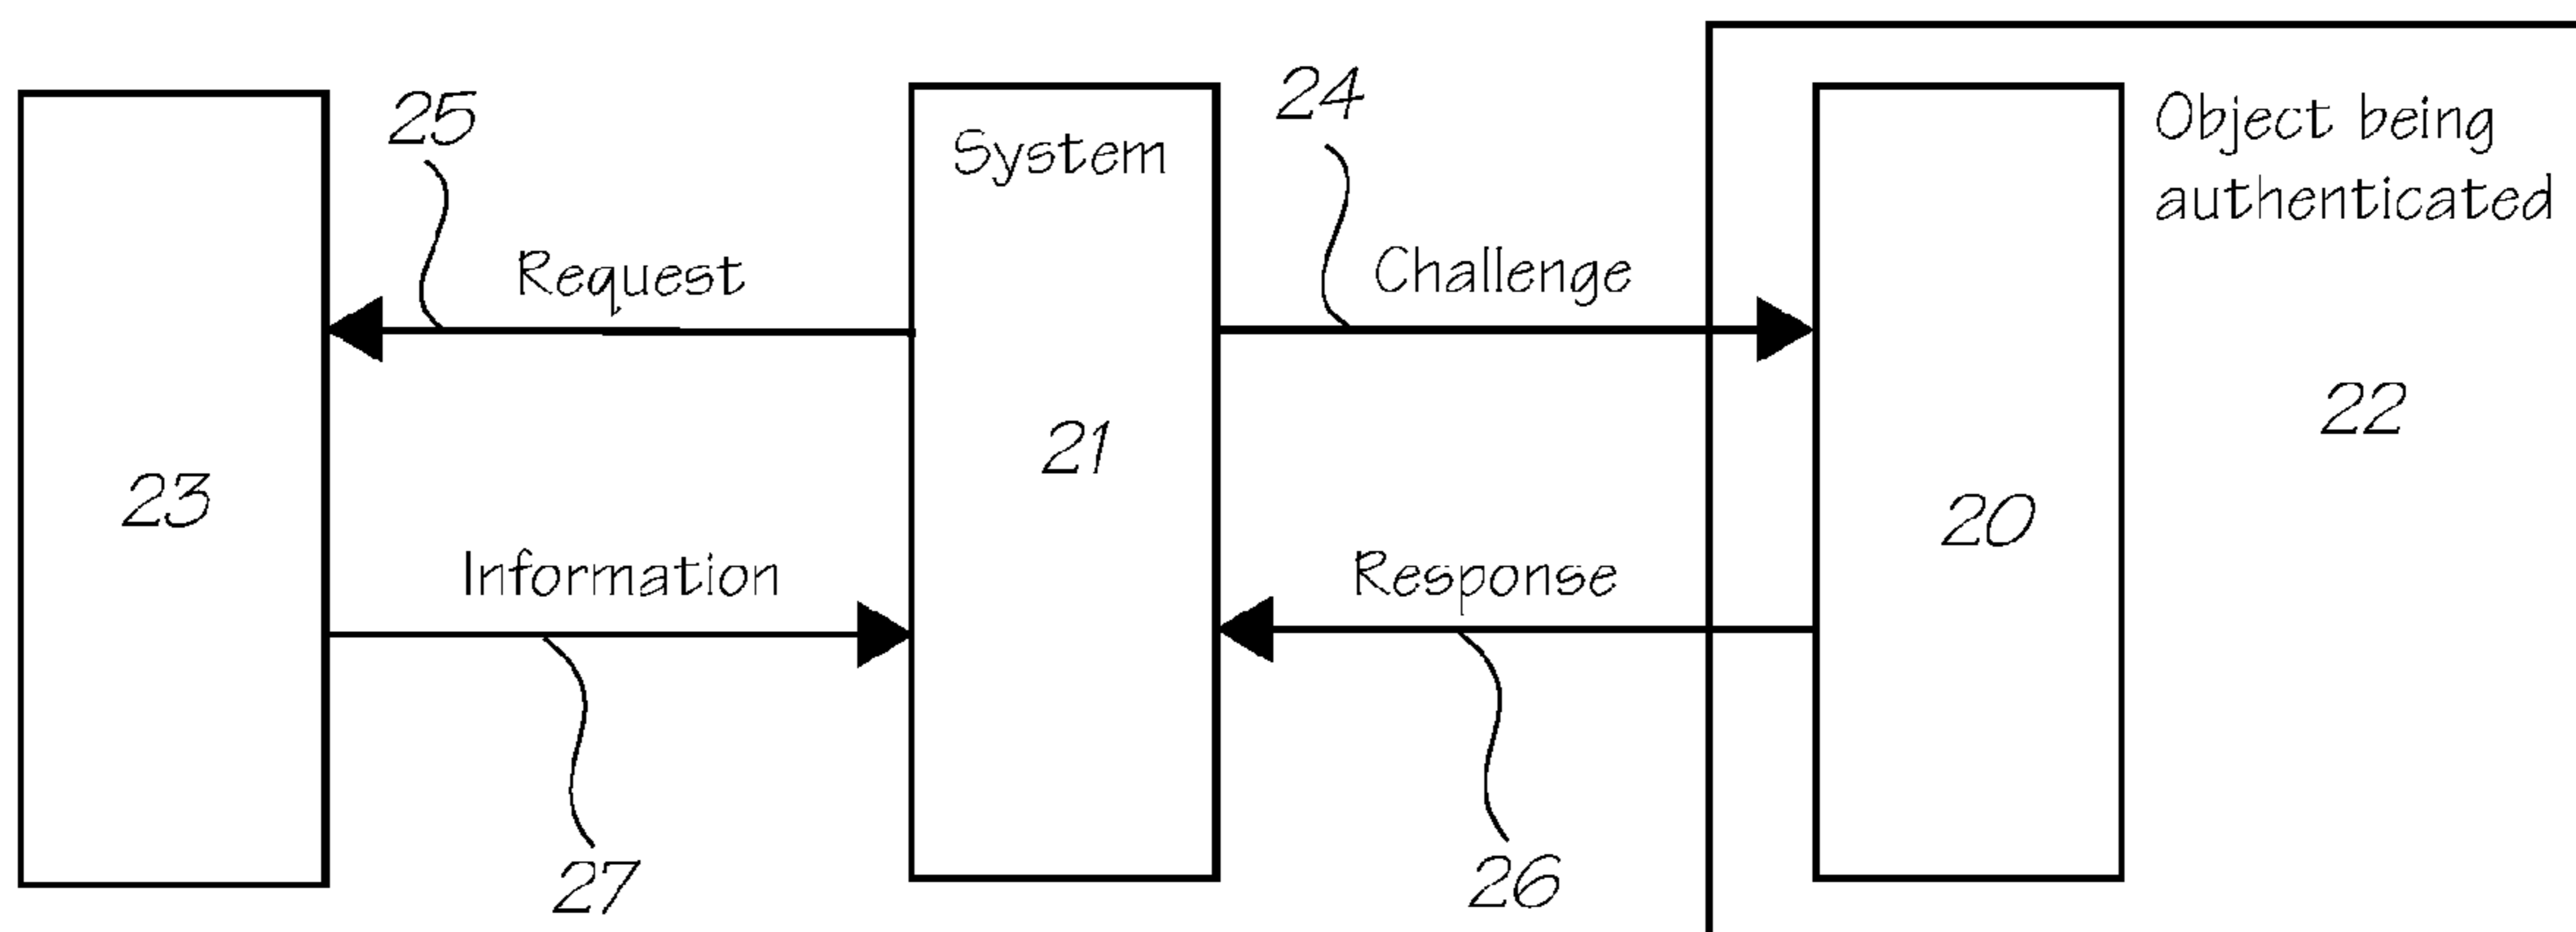 25
24
System
Object being
authenticated
Request
Challenge
22
21
23
20
Information
Response
27
26